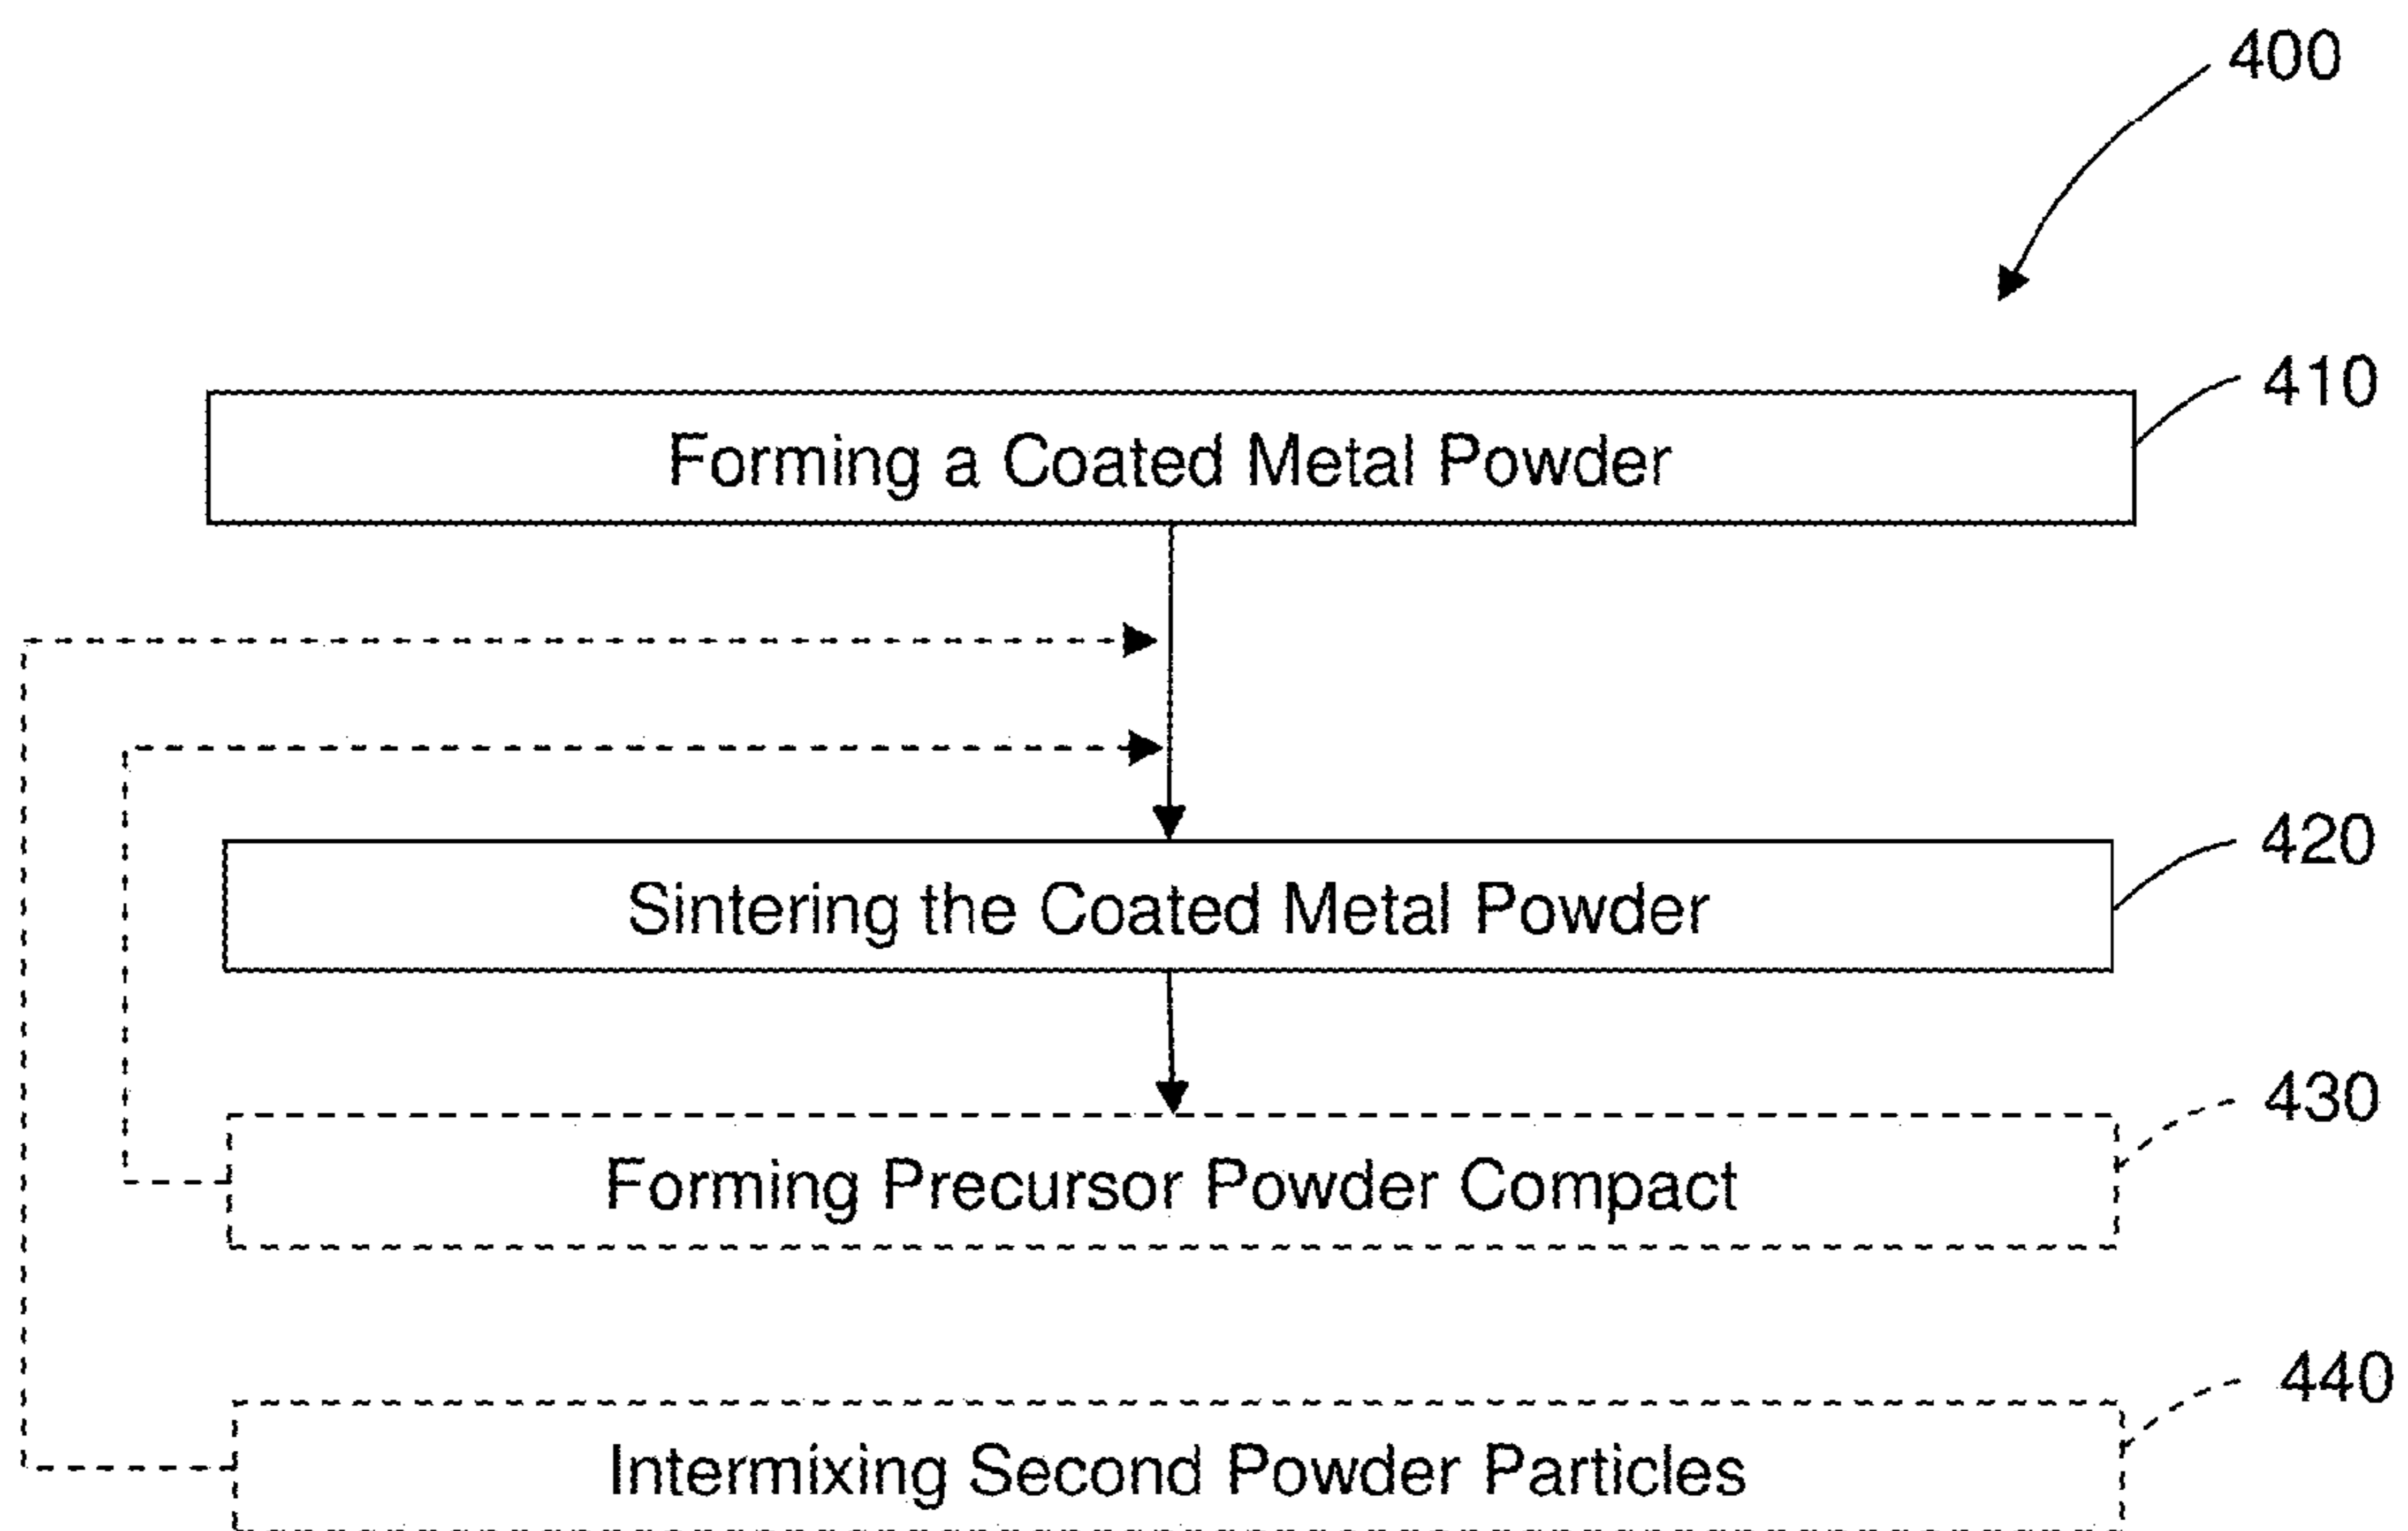 400
410
Forming a Coated Metal Powder
420
Sintering the Coated Metal Powder
430
Forming Precursor Powder Compact
440
Intermixing Second Powder Particles